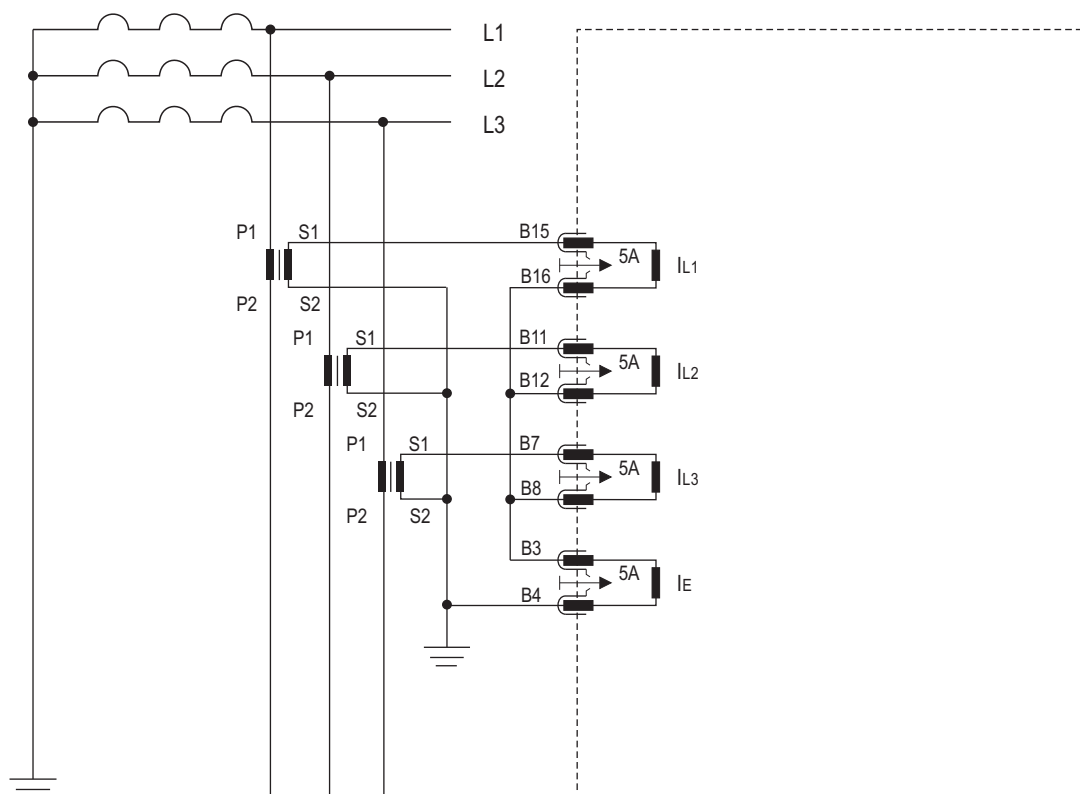 L1
L2
L3
P1 S1 B15 5A IL1
P2 S2 B16
P1 S1 B11 5A IL2
P2 S2 B12
P1 S1 B7 5A IL3
P2 S2 B8
B3 5A IE
B4